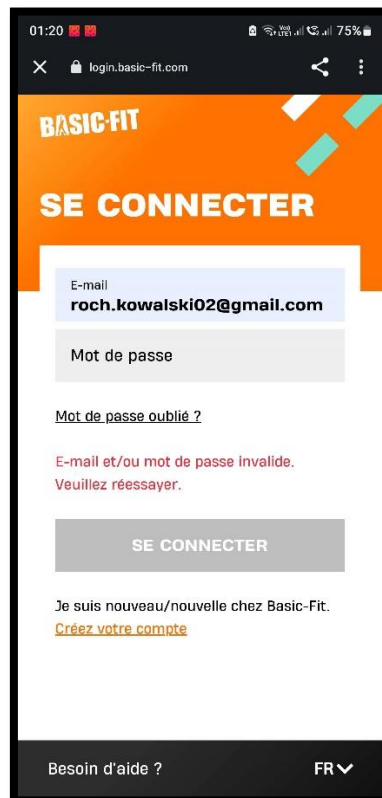 01:20 75%
login.basic-fit.com
BASIC-FIT
SE CONNECTER
E-mail
roch.kowalski02@gmail.com
Mot de passe
Mot de passe oublié ?
E-mail et/ou mot de passe invalide.
Veuillez réessayer.
SE CONNECTER
Je suis nouveau/nouvelle chez Basic-Fit.
Créez votre compte
Besoin d'aide ? FR